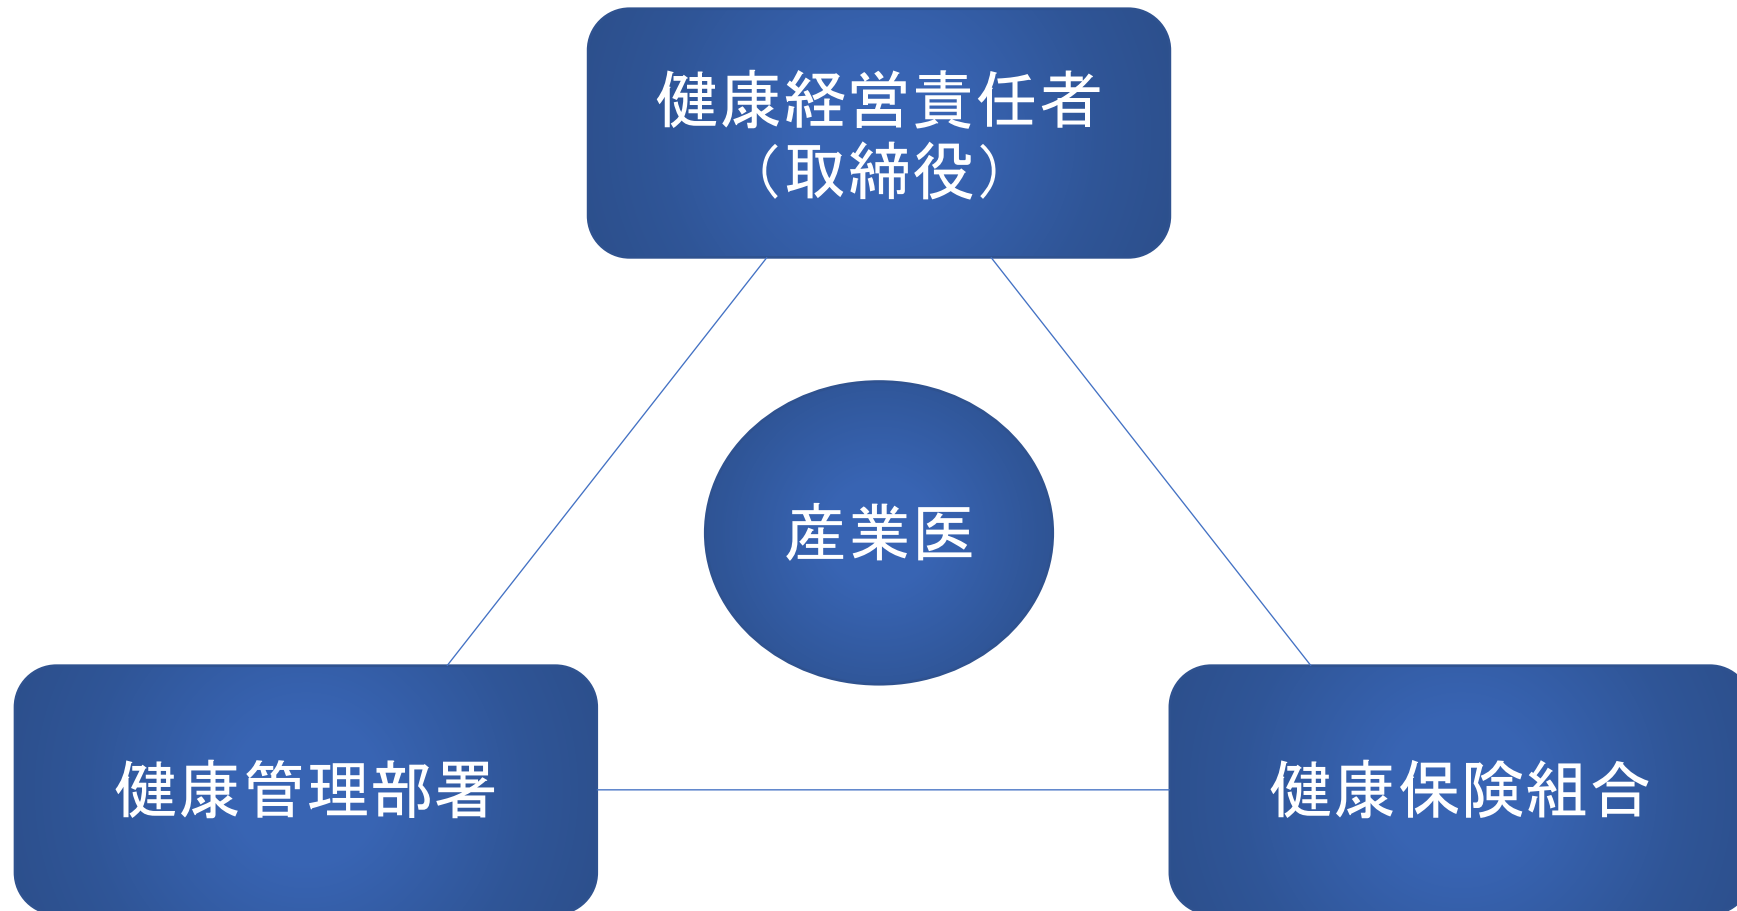 健康経営責任者
（取締役）
産業医
健康管理部署
健康保険組合